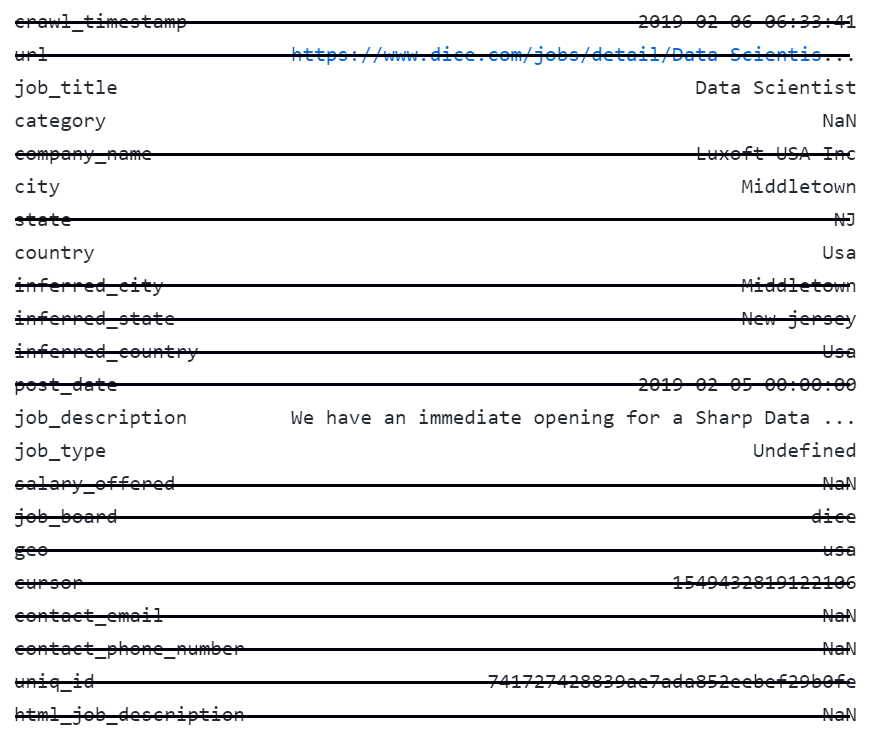 crawl_timestamp 2019-02-06 06:33:41
url https://www.dice.com/jobs/detail/Data-Scientis...
job_title Data Scientist
category NaN
company_name Luxoft USA Inc
city Middletown
state NJ
country Usa
inferred_city Middletown
inferred_state New jersey
inferred_country Usa
post_date 2019-02-05 00:00:00
job_description We have an immediate opening for a Sharp Data ...
job_type Undefined
salary_offered NaN
job_board dice
geo usa
cursor 1549432819122106
contact_email NaN
contact_phone_number NaN
uniq_id 741727428839ae7ada852eebef29b0fe
html_job_description NaN